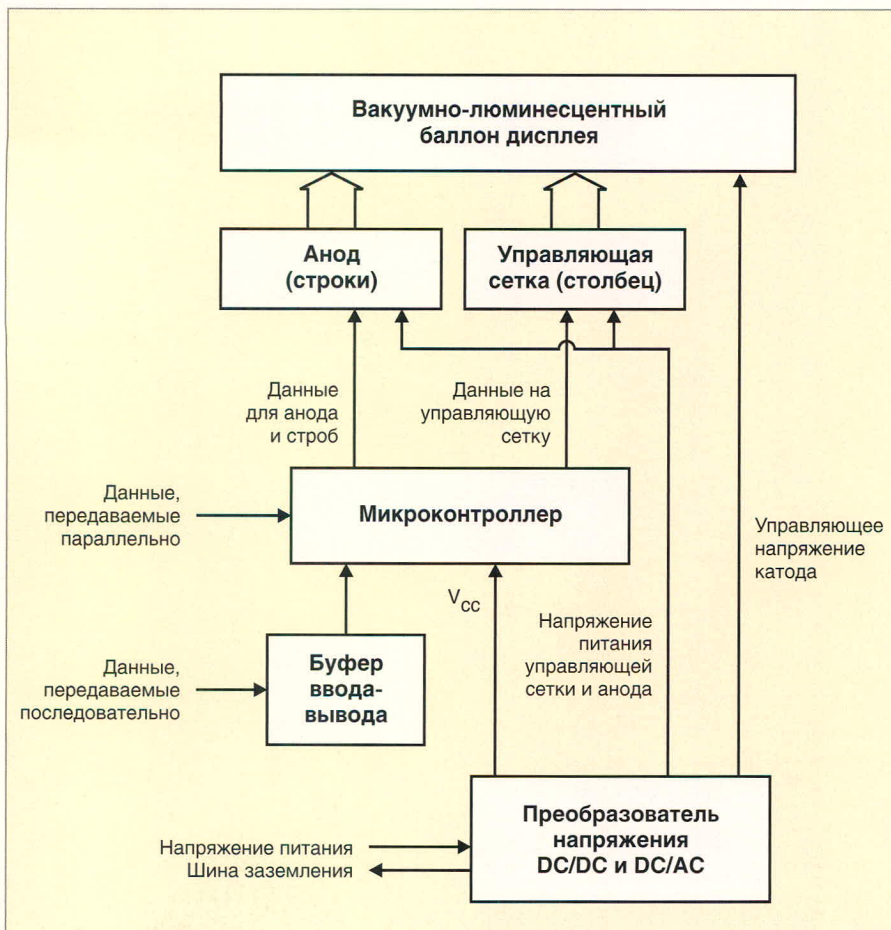 Вакуумно-люминесцентный
баллон дисплея
Анод
(строки)
Управляющая
сетка (столбец)
Данные
для анода
и строб
Данные на
управляющую
сетку
Данные,
передаваемые
параллельно
Микроконтроллер
Управляющее
напряжение
катода
V_CC
Напряжение
питания
управляющей
сетки и анода
Данные,
передаваемые
последовательно
Буфер
ввода-
вывода
Преобразователь
напряжения
DC/DC и DC/AC
Напряжение питания
Шина заземления